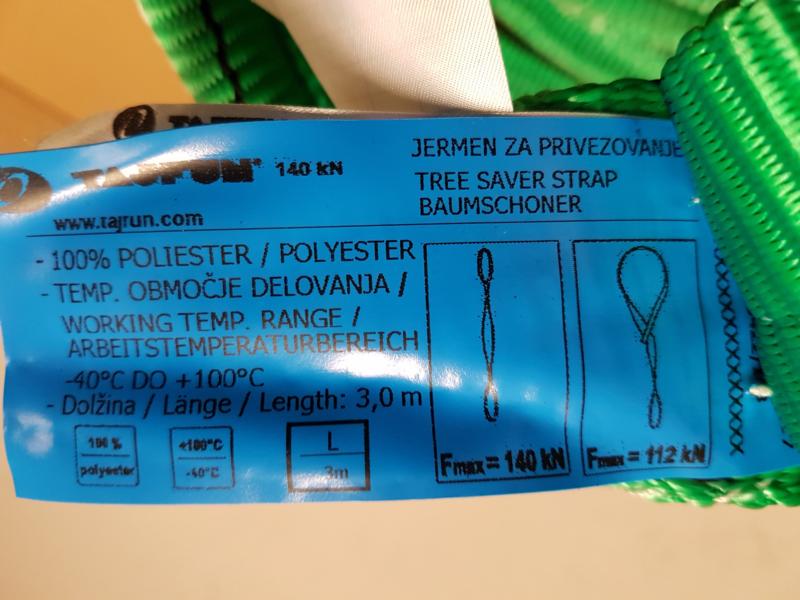 TAJFUN 140 kN
www.tajfun.com
JERMEN ZA PRIVEZOVANJE
TREE SAVER STRAP
BAUMSCHONER
- 100% POLIESTER / POLYESTER
- TEMP. OBMOČJE DELOVANJA /
WORKING TEMP. RANGE /
ARBEITSTEMPERATURBEREICH
-40°C DO +100°C
- Dolžina / Länge / Length: 3,0 m
100 %
polyester
+100°C
-40°C
L
3m
Fmax = 140 kN
Fmax = 112 kN